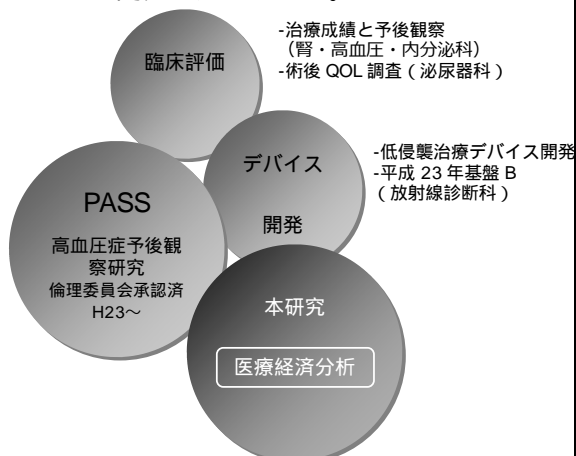 臨床評価
-治療成績と予後観察
（腎・高血圧・内分泌科）
-術後 QOL 調査（泌尿器科）
デバイス
開発
-低侵襲治療デバイス開発
-平成 23 年基盤 B
（放射線診断科）
PASS
高血圧症予後観
察研究
倫理委員会承認済
H23～
本研究
医療経済分析